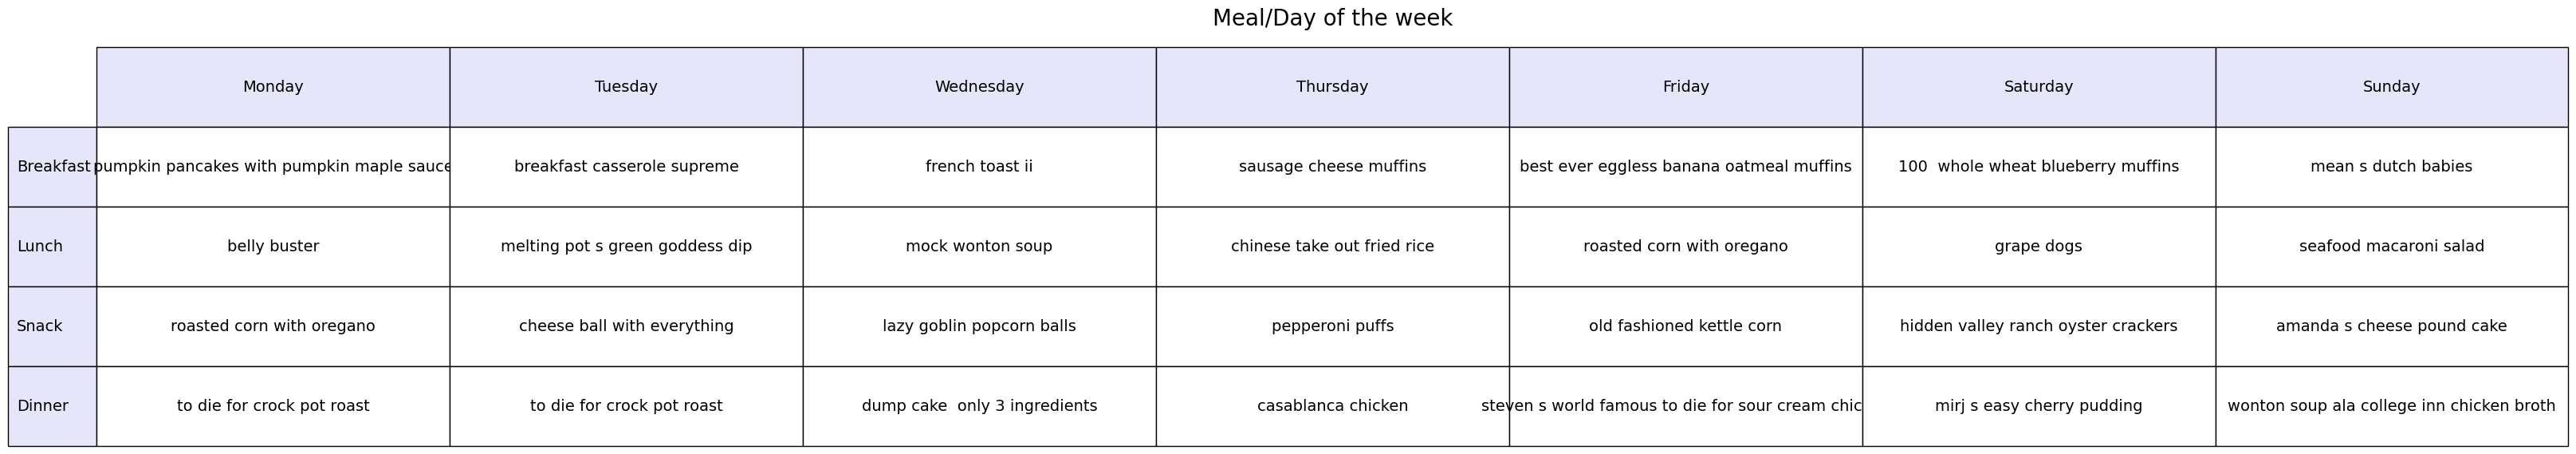 Meal/Day of the week
Monday Tuesday Wednesday Thursday Friday Saturday Sunday
Breakfast pumpkin pancakes with pumpkin maple sauce breakfast casserole supreme french toast ii sausage cheese muffins best ever eggless banana oatmeal muffins 100  whole wheat blueberry muffins mean s dutch babies
Lunch belly buster melting pot s green goddess dip mock wonton soup chinese take out fried rice roasted corn with oregano grape dogs seafood macaroni salad
Snack roasted corn with oregano cheese ball with everything lazy goblin popcorn balls pepperoni puffs old fashioned kettle corn hidden valley ranch oyster crackers amanda s cheese pound cake
Dinner to die for crock pot roast to die for crock pot roast dump cake  only 3 ingredients casablanca chicken steven s world famous to die for sour cream chic mirj s easy cherry pudding wonton soup ala college inn chicken broth